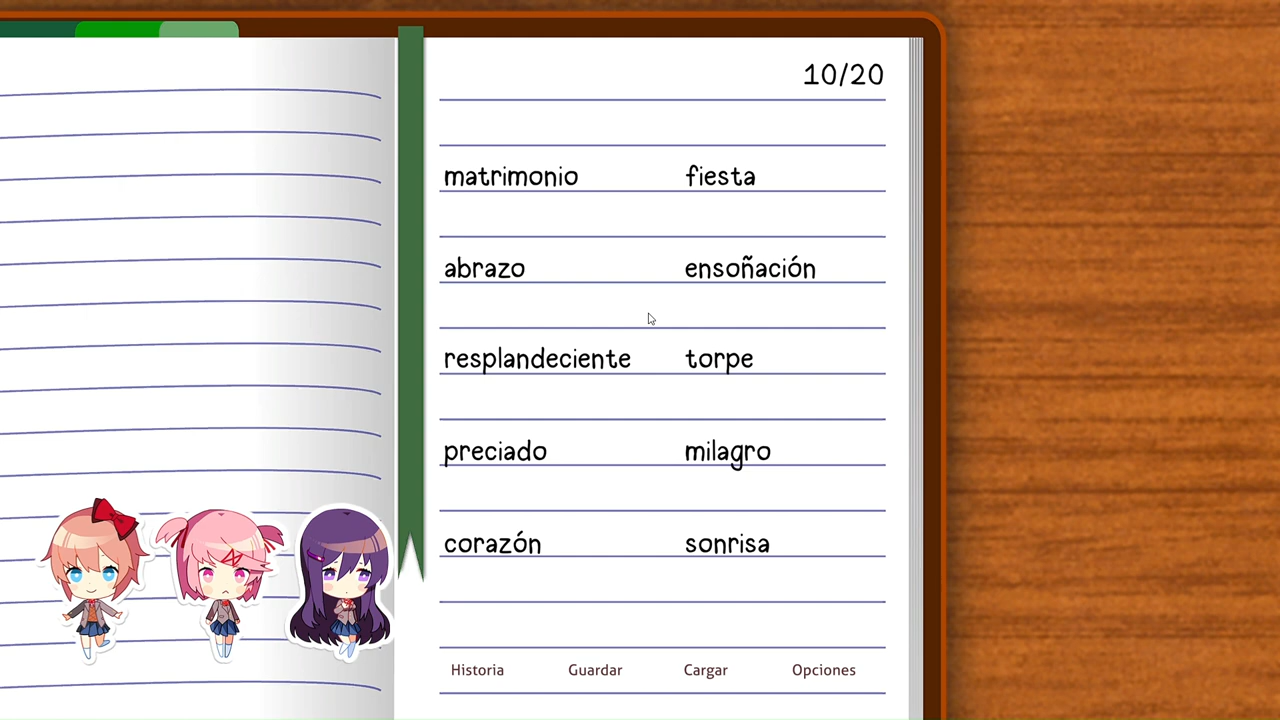 10/20
matrimonio fiesta
abrazo ensoñación
resplandeciente torpe
preciado milagro
corazón sonrisa
Historia Guardar Cargar Opciones